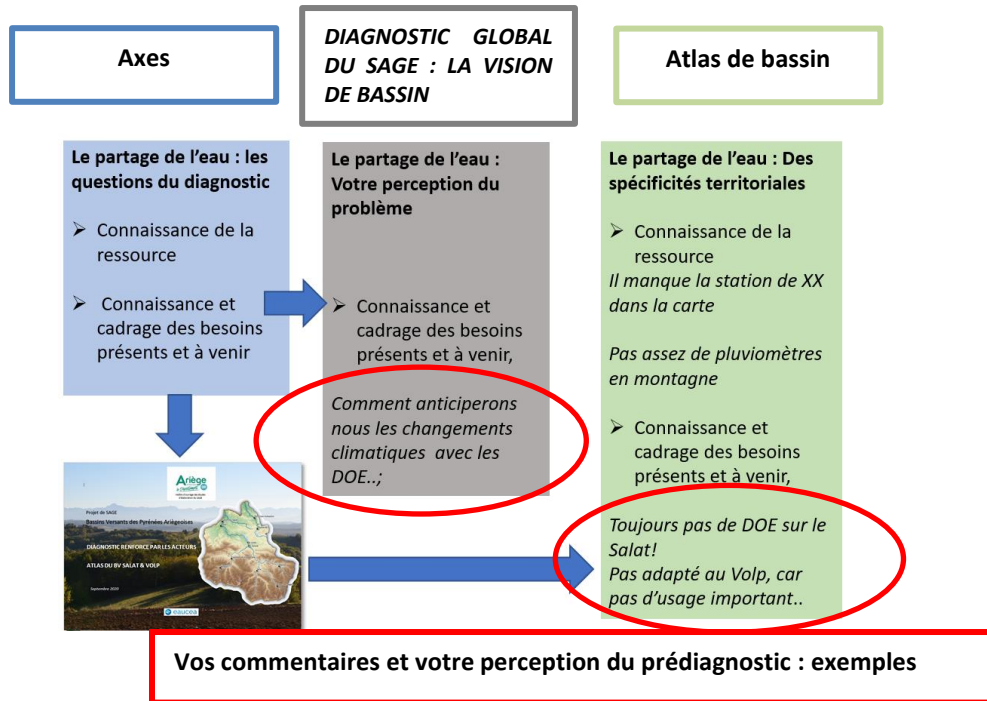 Axes
DIAGNOSTIC GLOBAL
DU SAGE : LA VISION
DE BASSIN
Atlas de bassin
Le partage de l’eau : les
questions du diagnostic
➢ Connaissance de la
ressource
➢ Connaissance et
cadrage des besoins
présents et à venir
Le partage de l’eau :
Votre perception du
problème
➢ Connaissance et
cadrage des besoins
présents et à venir,
Comment anticiperons
nous les changements
climatiques avec les
DOE..;
Le partage de l’eau : Des
spécificités territoriales
➢ Connaissance de la
ressource
Il manque la station de XX
dans la carte
Pas assez de pluviomètres
en montagne
➢ Connaissance et
cadrage des besoins
présents et à venir,
Toujours pas de DOE sur le
Salat!
Pas adapté au Volp, car
pas d’usage important..
Ariège
Projet de SAGE
Bassins Versants des Pyrénées Ariégeoises
DIAGNOSTIC RENFORCE PAR LES ACTEURS
ATLAS DU BV SALAT & VOLP
Septembre 2020
eaucea
Vos commentaires et votre perception du prédiagnostic : exemples